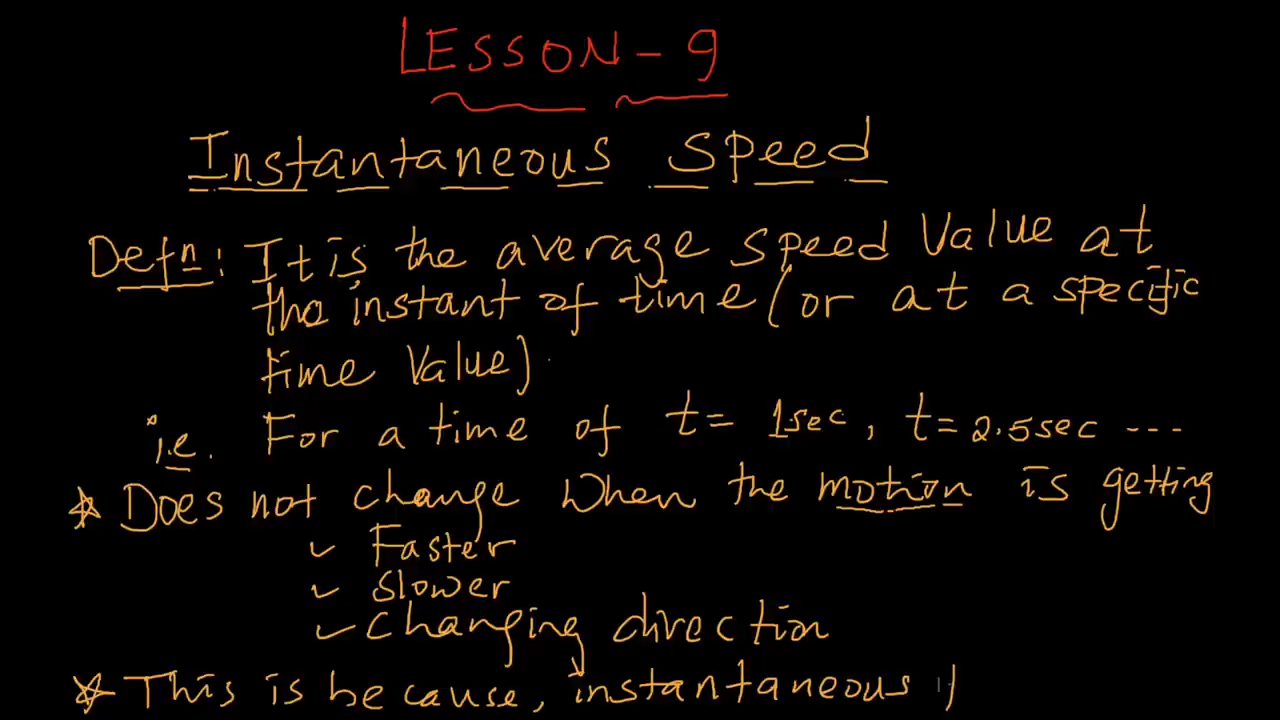 LESSON - 9
Instantaneous Speed
Defn: It is the average speed Value at
the instant of time (or at a specific
time Value)
i.e. For a time of t = 1sec, t = 2.5sec ---
* Does not change when the motion is getting
✓ Faster
✓ Slower
✓ Changing direction
* This is because, instantaneous